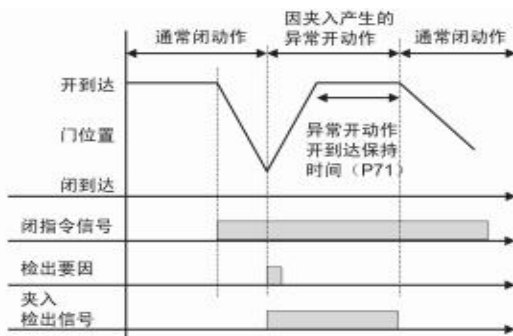 因夹入产生的
通常闭动作
异常开动作
通常闭动作
开到达
门位置
异常开动作
开到达保持
时间（P71）
闭到达
闭指令信号
检出要因
夹入
检出信号